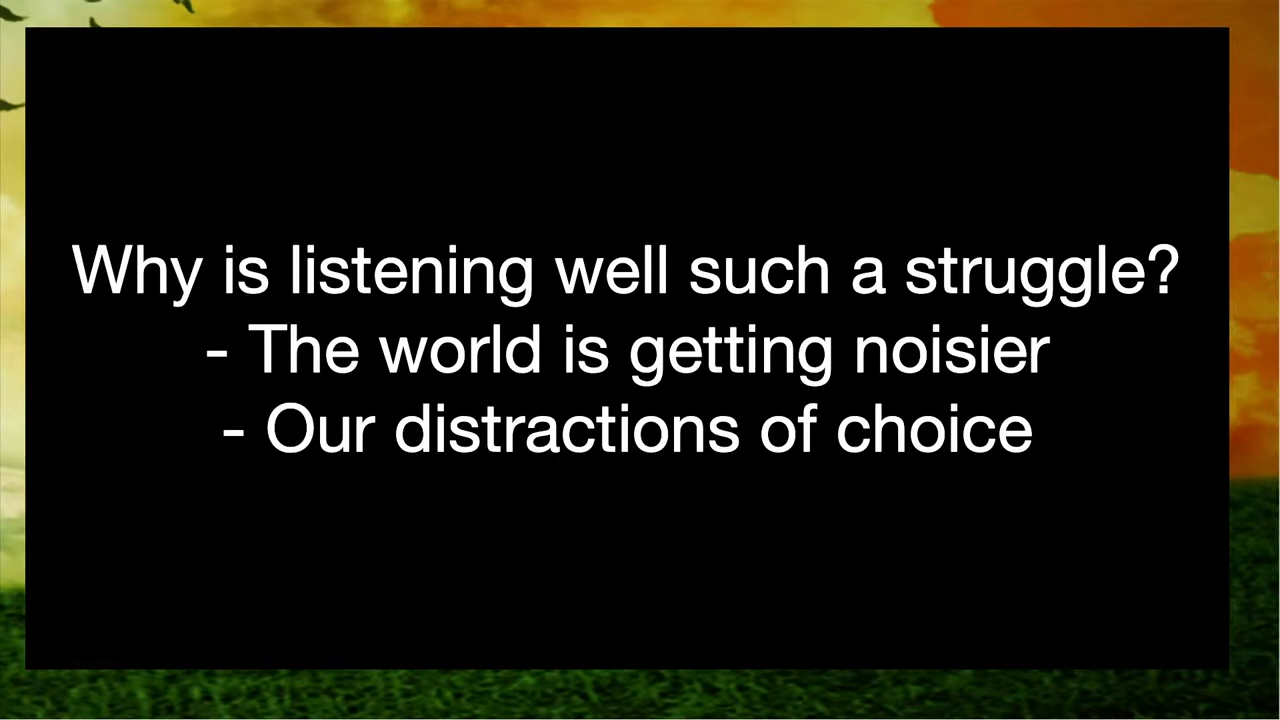 Why is listening well such a struggle?
- The world is getting noisier
- Our distractions of choice